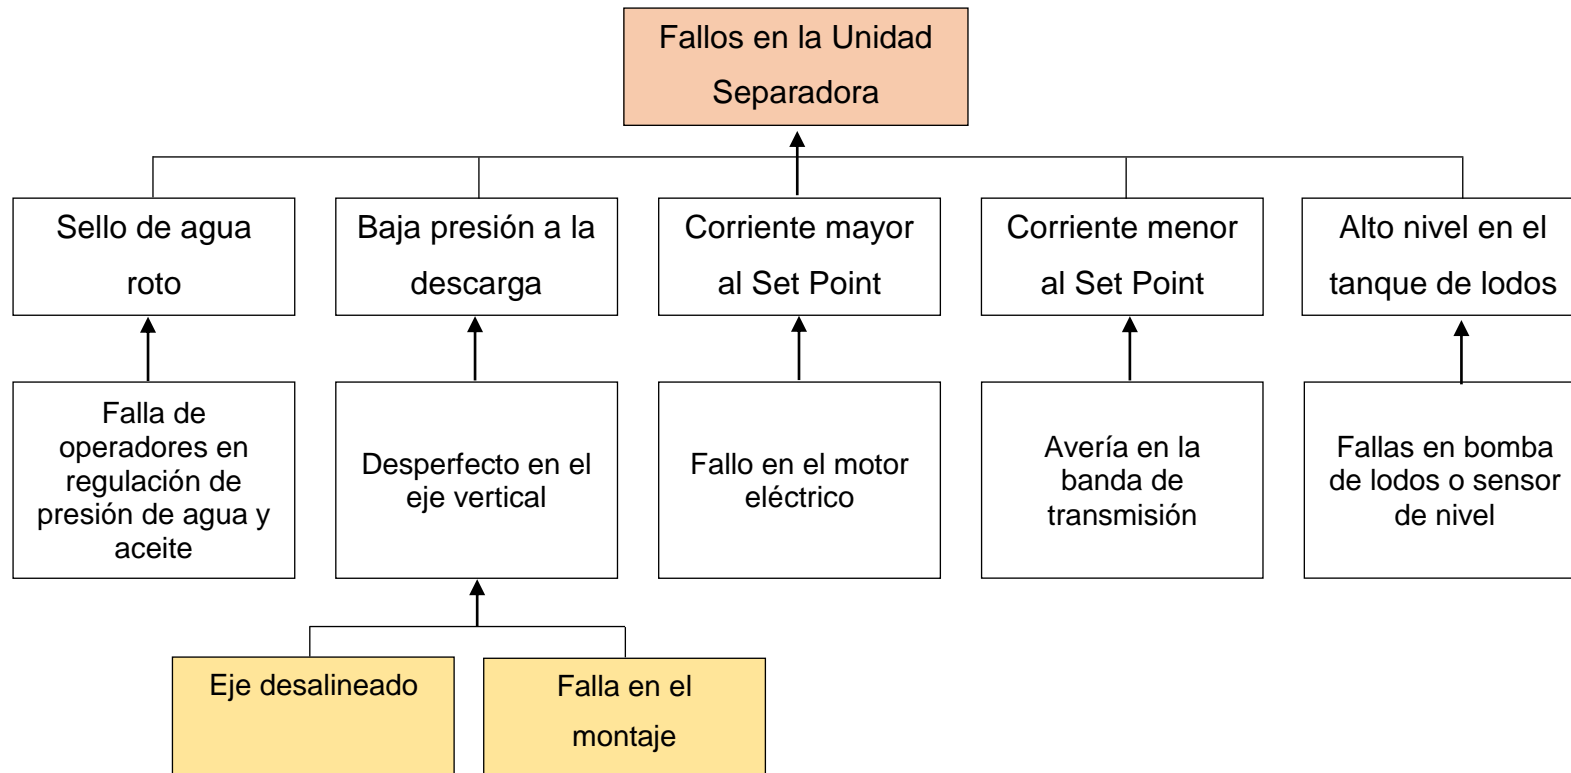 Fallos en la Unidad
Separadora
Sello de agua
roto
Baja presión a la
descarga
Corriente mayor
al Set Point
Corriente menor
al Set Point
Alto nivel en el
tanque de lodos
Falla de
operadores en
regulación de
presión de agua y
aceite
Desperfecto en el
eje vertical
Fallo en el motor
eléctrico
Avería en la
banda de
transmisión
Fallas en bomba
de lodos o sensor
de nivel
Eje desalineado
Falla en el
montaje